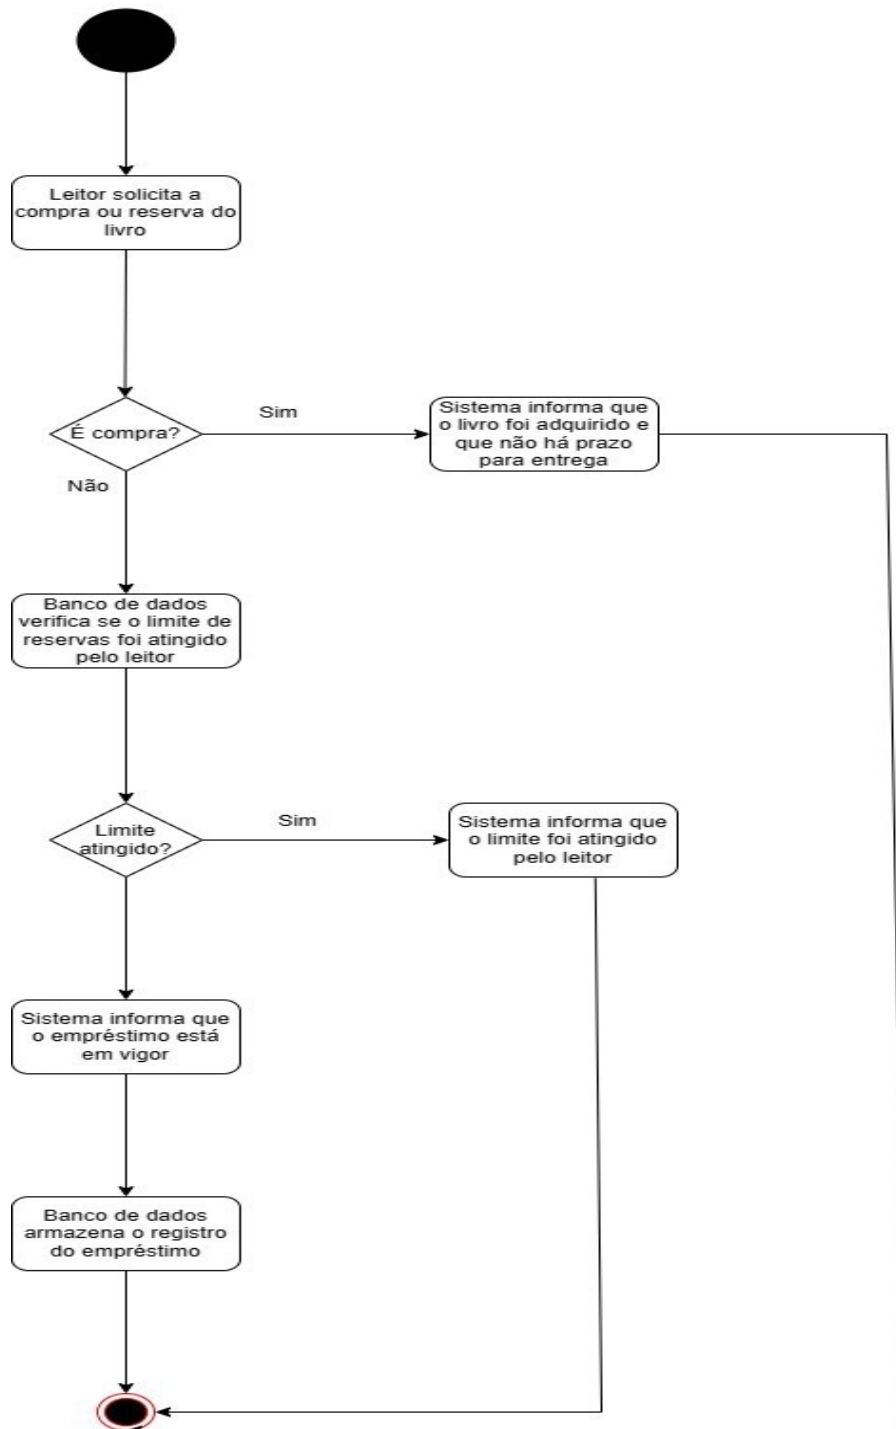 Leitor solicita a
compra ou reserva do
livro
É compra?
Sim
Sistema informa que
o livro foi adquirido e
que não há prazo
para entrega
Não
Banco de dados
verifica se o limite de
reservas foi atingido
pelo leitor
Limite
atingido?
Sim
Sistema informa que
o limite foi atingido
pelo leitor
Sistema informa que
o empréstimo está
em vigor
Banco de dados
armazena o registro
do empréstimo